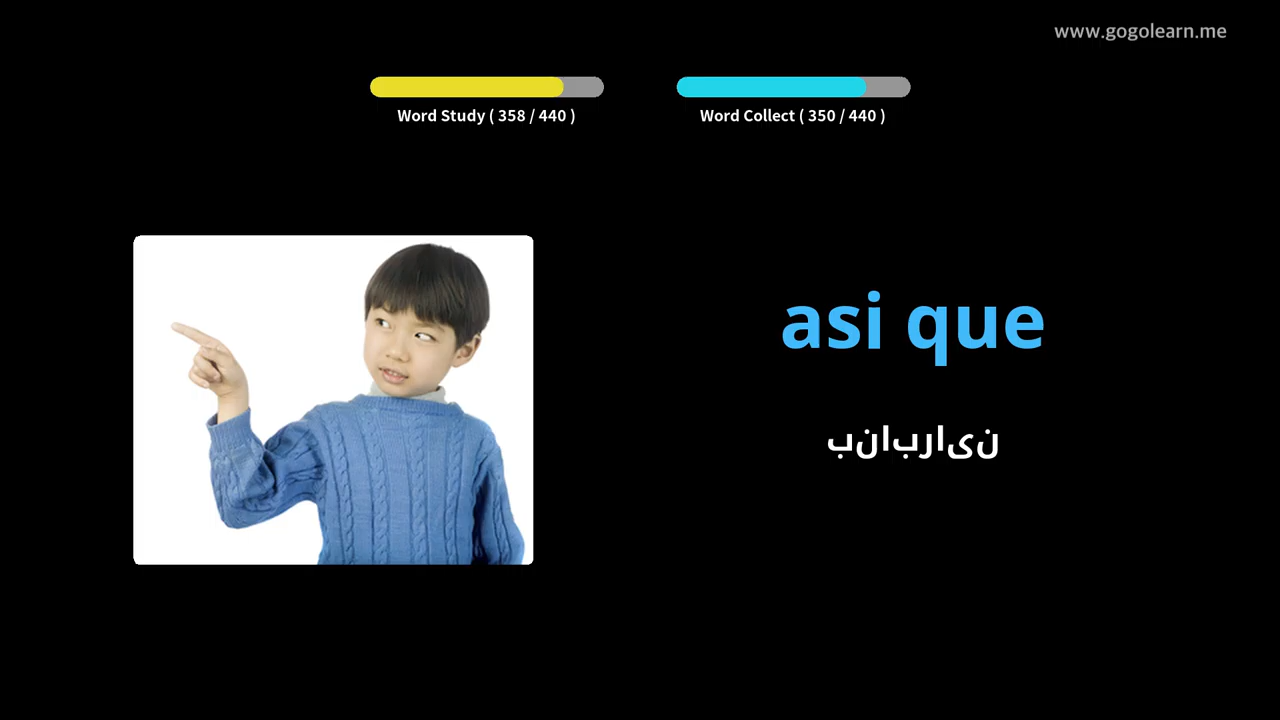 www.gogolearn.me
Word Study ( 358 / 440 )
Word Collect ( 350 / 440 )
asi que
بنابراین